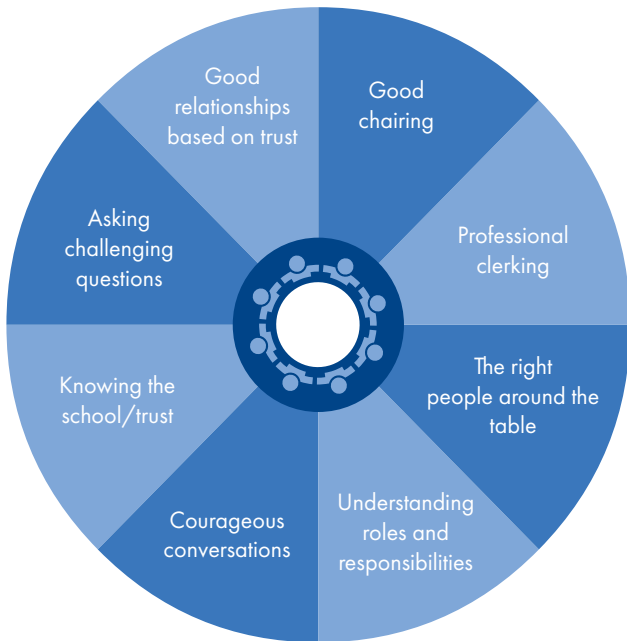 Good
relationships
based on trust
Good
chairing
Professional
clerking
The right
people around the
table
Understanding
roles and
responsibilities
Courageous
conversations
Knowing the
school/trust
Asking
challenging
questions